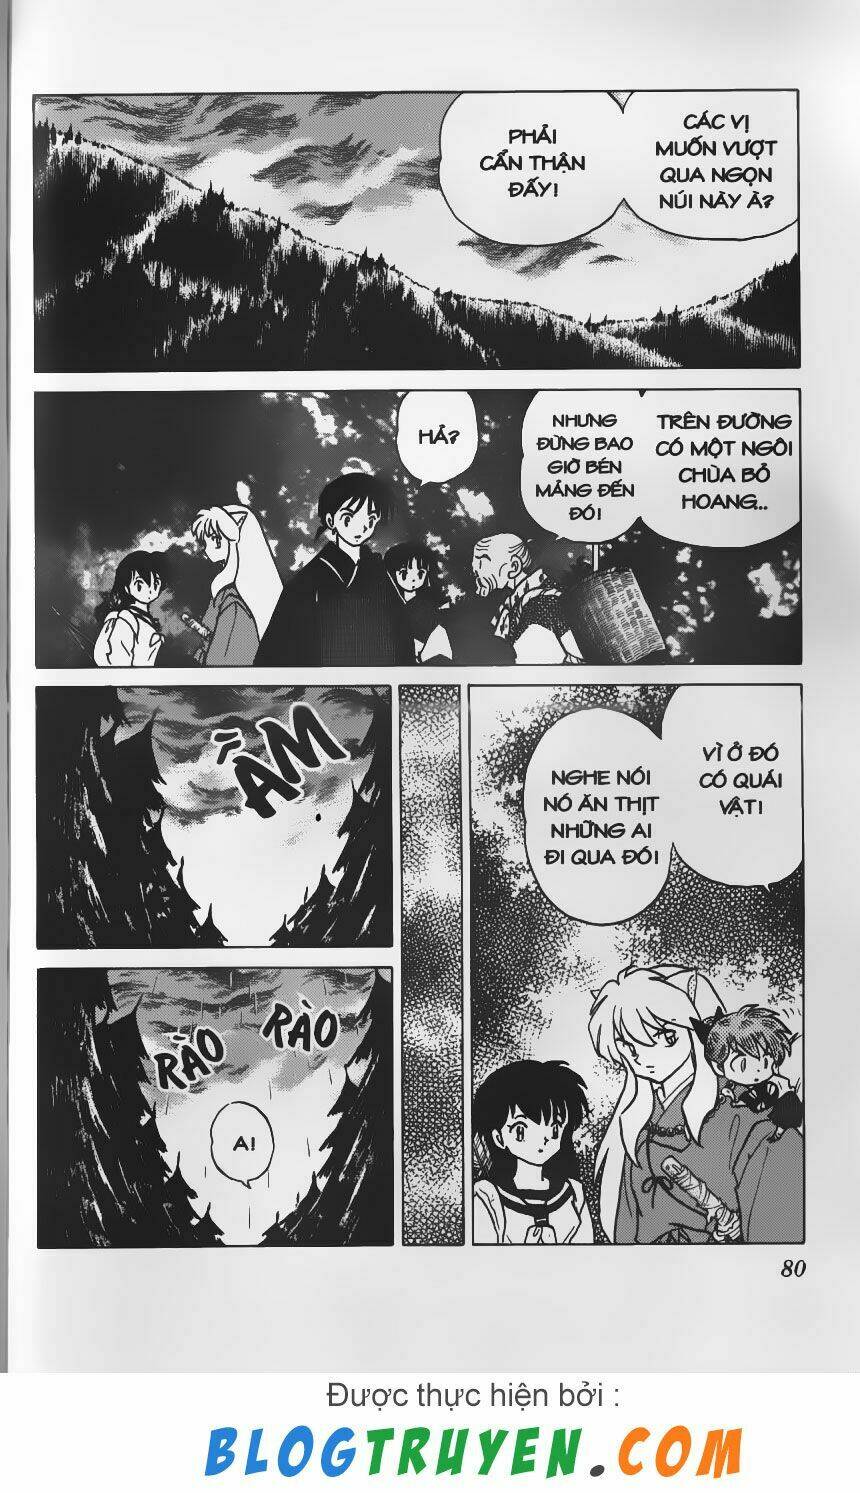 CÁC VỊ
MUỐN VƯỢT
QUA NGỌN
NÚI NÀY À?
PHẢI
CẨN THẬN
ĐẤY!
TRÊN ĐƯỜNG
CÓ MỘT NGÔI
CHÙA BỎ
HOANG..
NHƯNG
ĐỪNG BAO
GIỜ BÉN
MẢNG ĐẾN
ĐÓ!
HẢ?
VÌ Ở ĐÓ
CÓ QUÁI
VẬT!
NGHE NÓI
NÓ ĂN THỊT
NHỮNG AI
ĐI QUA ĐÓ!
ẦM
RÀO
RÀO
A!
80
Được thực hiện bởi :
BLOGTRUYEN.COM